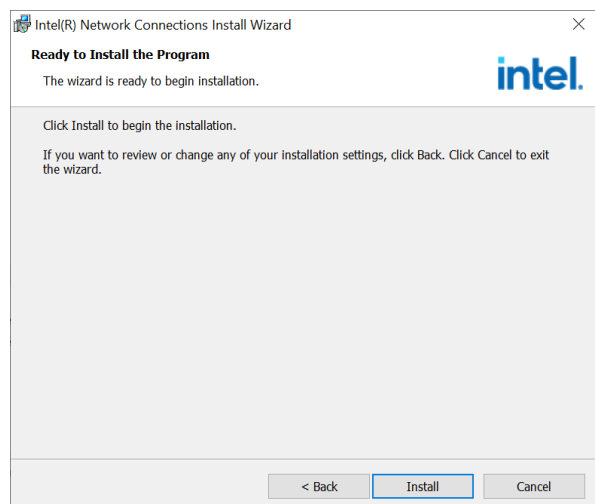 Intel(R) Network Connections Install Wizard
Ready to Install the Program
The wizard is ready to begin installation.
intel.
Click Install to begin the installation.
If you want to review or change any of your installation settings, click Back. Click Cancel to exit
the wizard.
< Back
Install
Cancel